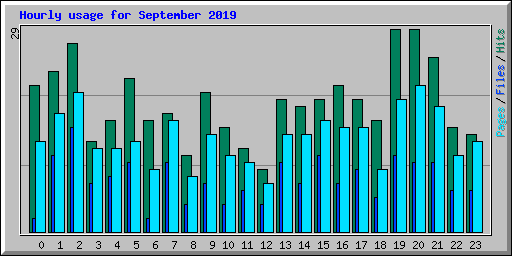 Hourly usage for September 2019
29
Pages/Files/Hits
0 1 2 3 4 5 6 7 8 9 10 11 12 13 14 15 16 17 18 19 20 21 22 23